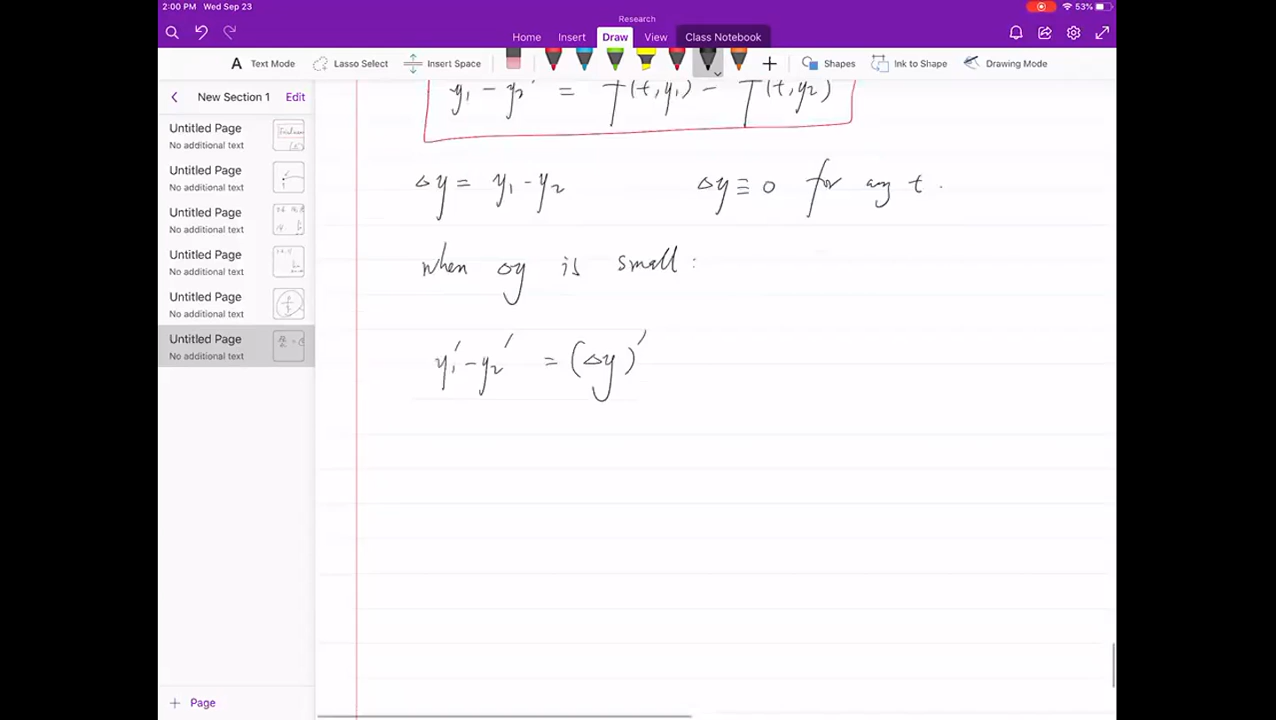 2:00 PM Wed Sep 23
53%
Research
Home Insert Draw View Class Notebook
A Text Mode Lasso Select Insert Space Shapes Ink to Shape Drawing Mode
New Section 1 Edit
Untitled Page
No additional text
Untitled Page
No additional text
Untitled Page
No additional text
Untitled Page
No additional text
Untitled Page
No additional text
Untitled Page
No additional text
Page
y₁' - y₂' = f(t,y₁) - f(t,y₂)
Δy = y₁ - y₂ Δy ≡ 0 for any t.
when Δy is small:
y₁' - y₂' = (Δy)'